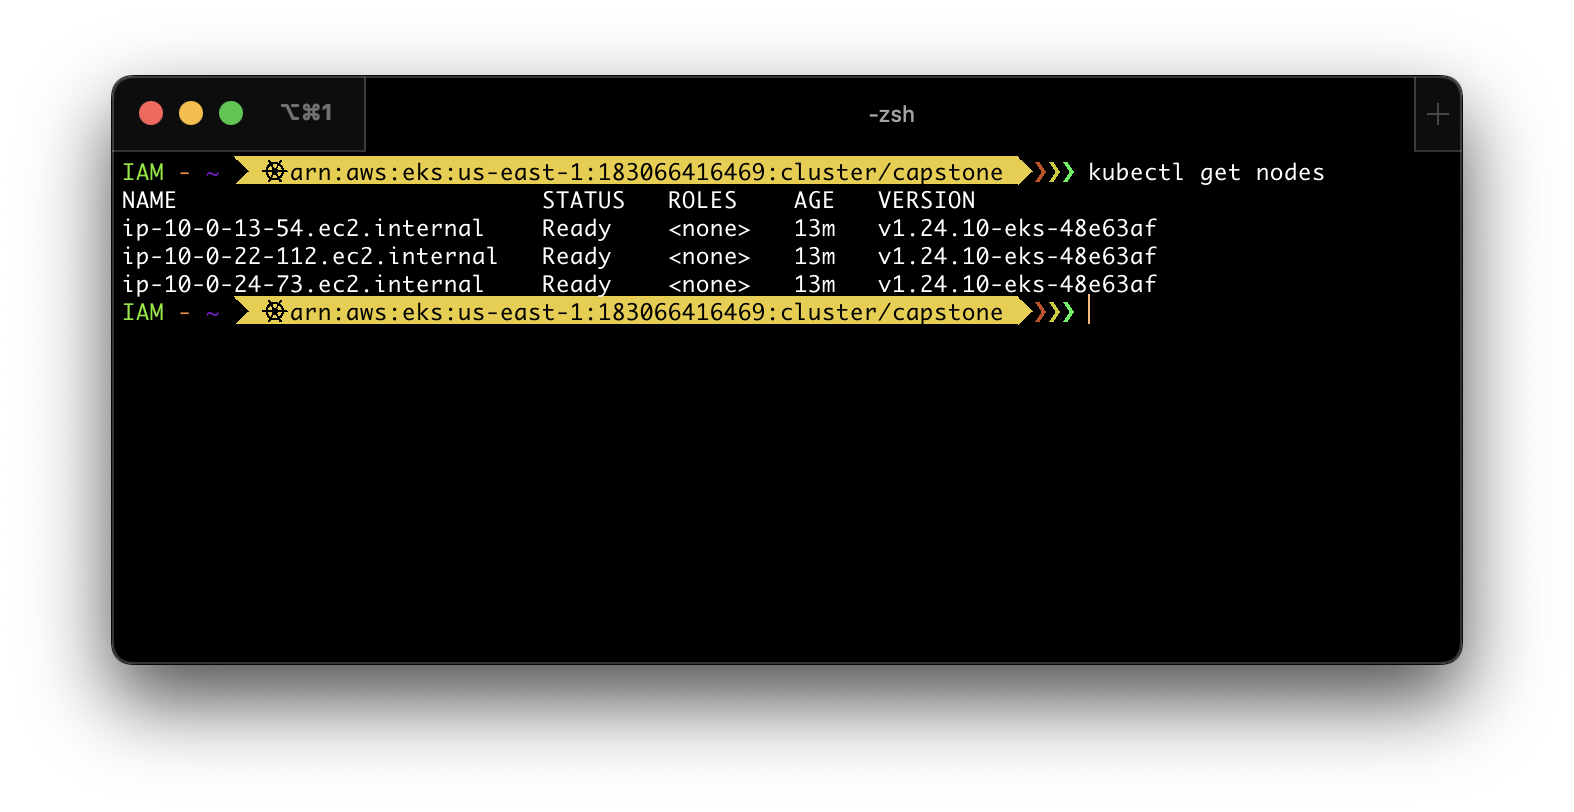 ⌥⌘1
-zsh
IAM - ~ ⎈arn:aws:eks:us-east-1:183066416469:cluster/capstone ❯❯❯ kubectl get nodes
NAME STATUS ROLES AGE VERSION
ip-10-0-13-54.ec2.internal Ready <none> 13m v1.24.10-eks-48e63af
ip-10-0-22-112.ec2.internal Ready <none> 13m v1.24.10-eks-48e63af
ip-10-0-24-73.ec2.internal Ready <none> 13m v1.24.10-eks-48e63af
IAM - ~ ⎈arn:aws:eks:us-east-1:183066416469:cluster/capstone ❯❯❯